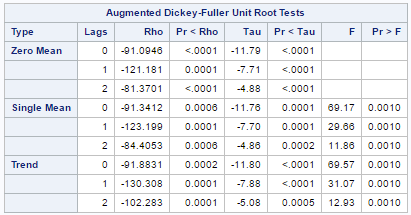 Augmented Dickey-Fuller Unit Root Tests
Type Lags Rho Pr < Rho Tau Pr < Tau F Pr > F
Zero Mean 0 -91.0946 <.0001 -11.79 <.0001
1 -121.181 0.0001 -7.71 <.0001
2 -81.3701 <.0001 -4.88 <.0001
Single Mean 0 -91.3412 0.0006 -11.76 0.0001 69.17 0.0010
1 -123.199 0.0001 -7.70 0.0001 29.66 0.0010
2 -84.4053 0.0006 -4.86 0.0002 11.86 0.0010
Trend 0 -91.8831 0.0002 -11.80 <.0001 69.57 0.0010
1 -130.308 0.0001 -7.88 <.0001 31.07 0.0010
2 -102.283 0.0001 -5.08 0.0005 12.93 0.0010